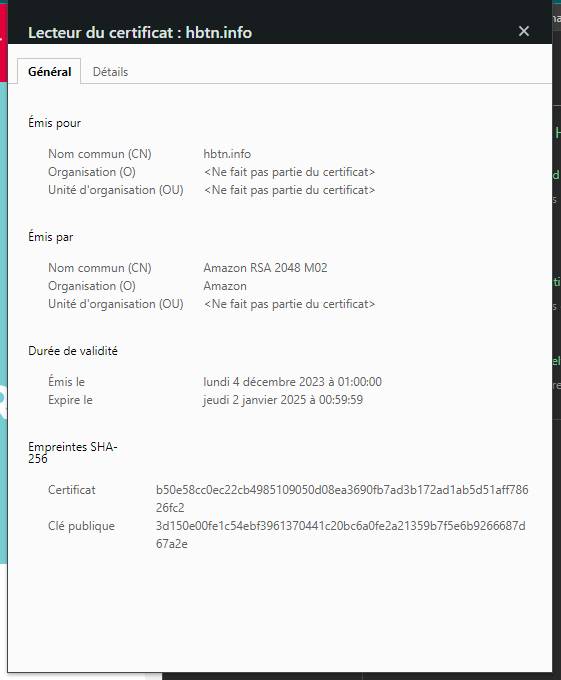 Lecteur du certificat : hbtn.info
Général
Détails
Émis pour
Nom commun (CN) hbtn.info
Organisation (O) <Ne fait pas partie du certificat>
Unité d'organisation (OU) <Ne fait pas partie du certificat>
Émis par
Nom commun (CN) Amazon RSA 2048 M02
Organisation (O) Amazon
Unité d'organisation (OU) <Ne fait pas partie du certificat>
Durée de validité
Émis le lundi 4 décembre 2023 à 01:00:00
Expire le jeudi 2 janvier 2025 à 00:59:59
Empreintes SHA-
256
Certificat b50e58cc0ec22cb4985109050d08ea3690fb7ad3b172ad1ab5d51aff786
26fc2
Clé publique 3d150e00fe1c54ebf3961370441c20bc6a0fe2a21359b7f5e6b9266687d
67a2e